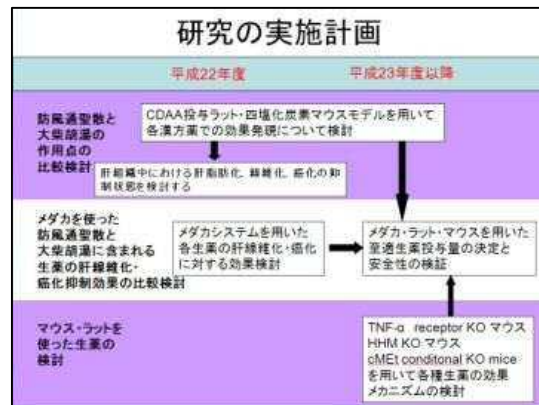 研究の実施計画
平成22年度
平成23年度以降
防風通聖散と
大柴胡湯の
作用点の
比較検討
CDAA投与ラット・四塩化炭素マウスモデルを用いて
各漢方薬での効果発現について検討
肝組織中における肝脂肪化、線維化、癌化の抑
制状態を検討する
メダカを使った
防風通聖散と
大柴胡湯に含まれる
生薬の肝線維化・
癌化抑制効果の比較検討
メダカシステムを用いた
各生薬の肝線維化・癌化
に対する効果検討
メダカ・ラット・マウスを用いた
至適生薬投与量の決定と
安全性の検証
マウス・ラットを
使った生薬の
検討
TNF-α receptor KO マウス
HHM KO マウス
cMEt conditonal KO mice
を用いて各種生薬の効果
メカニズムの検討